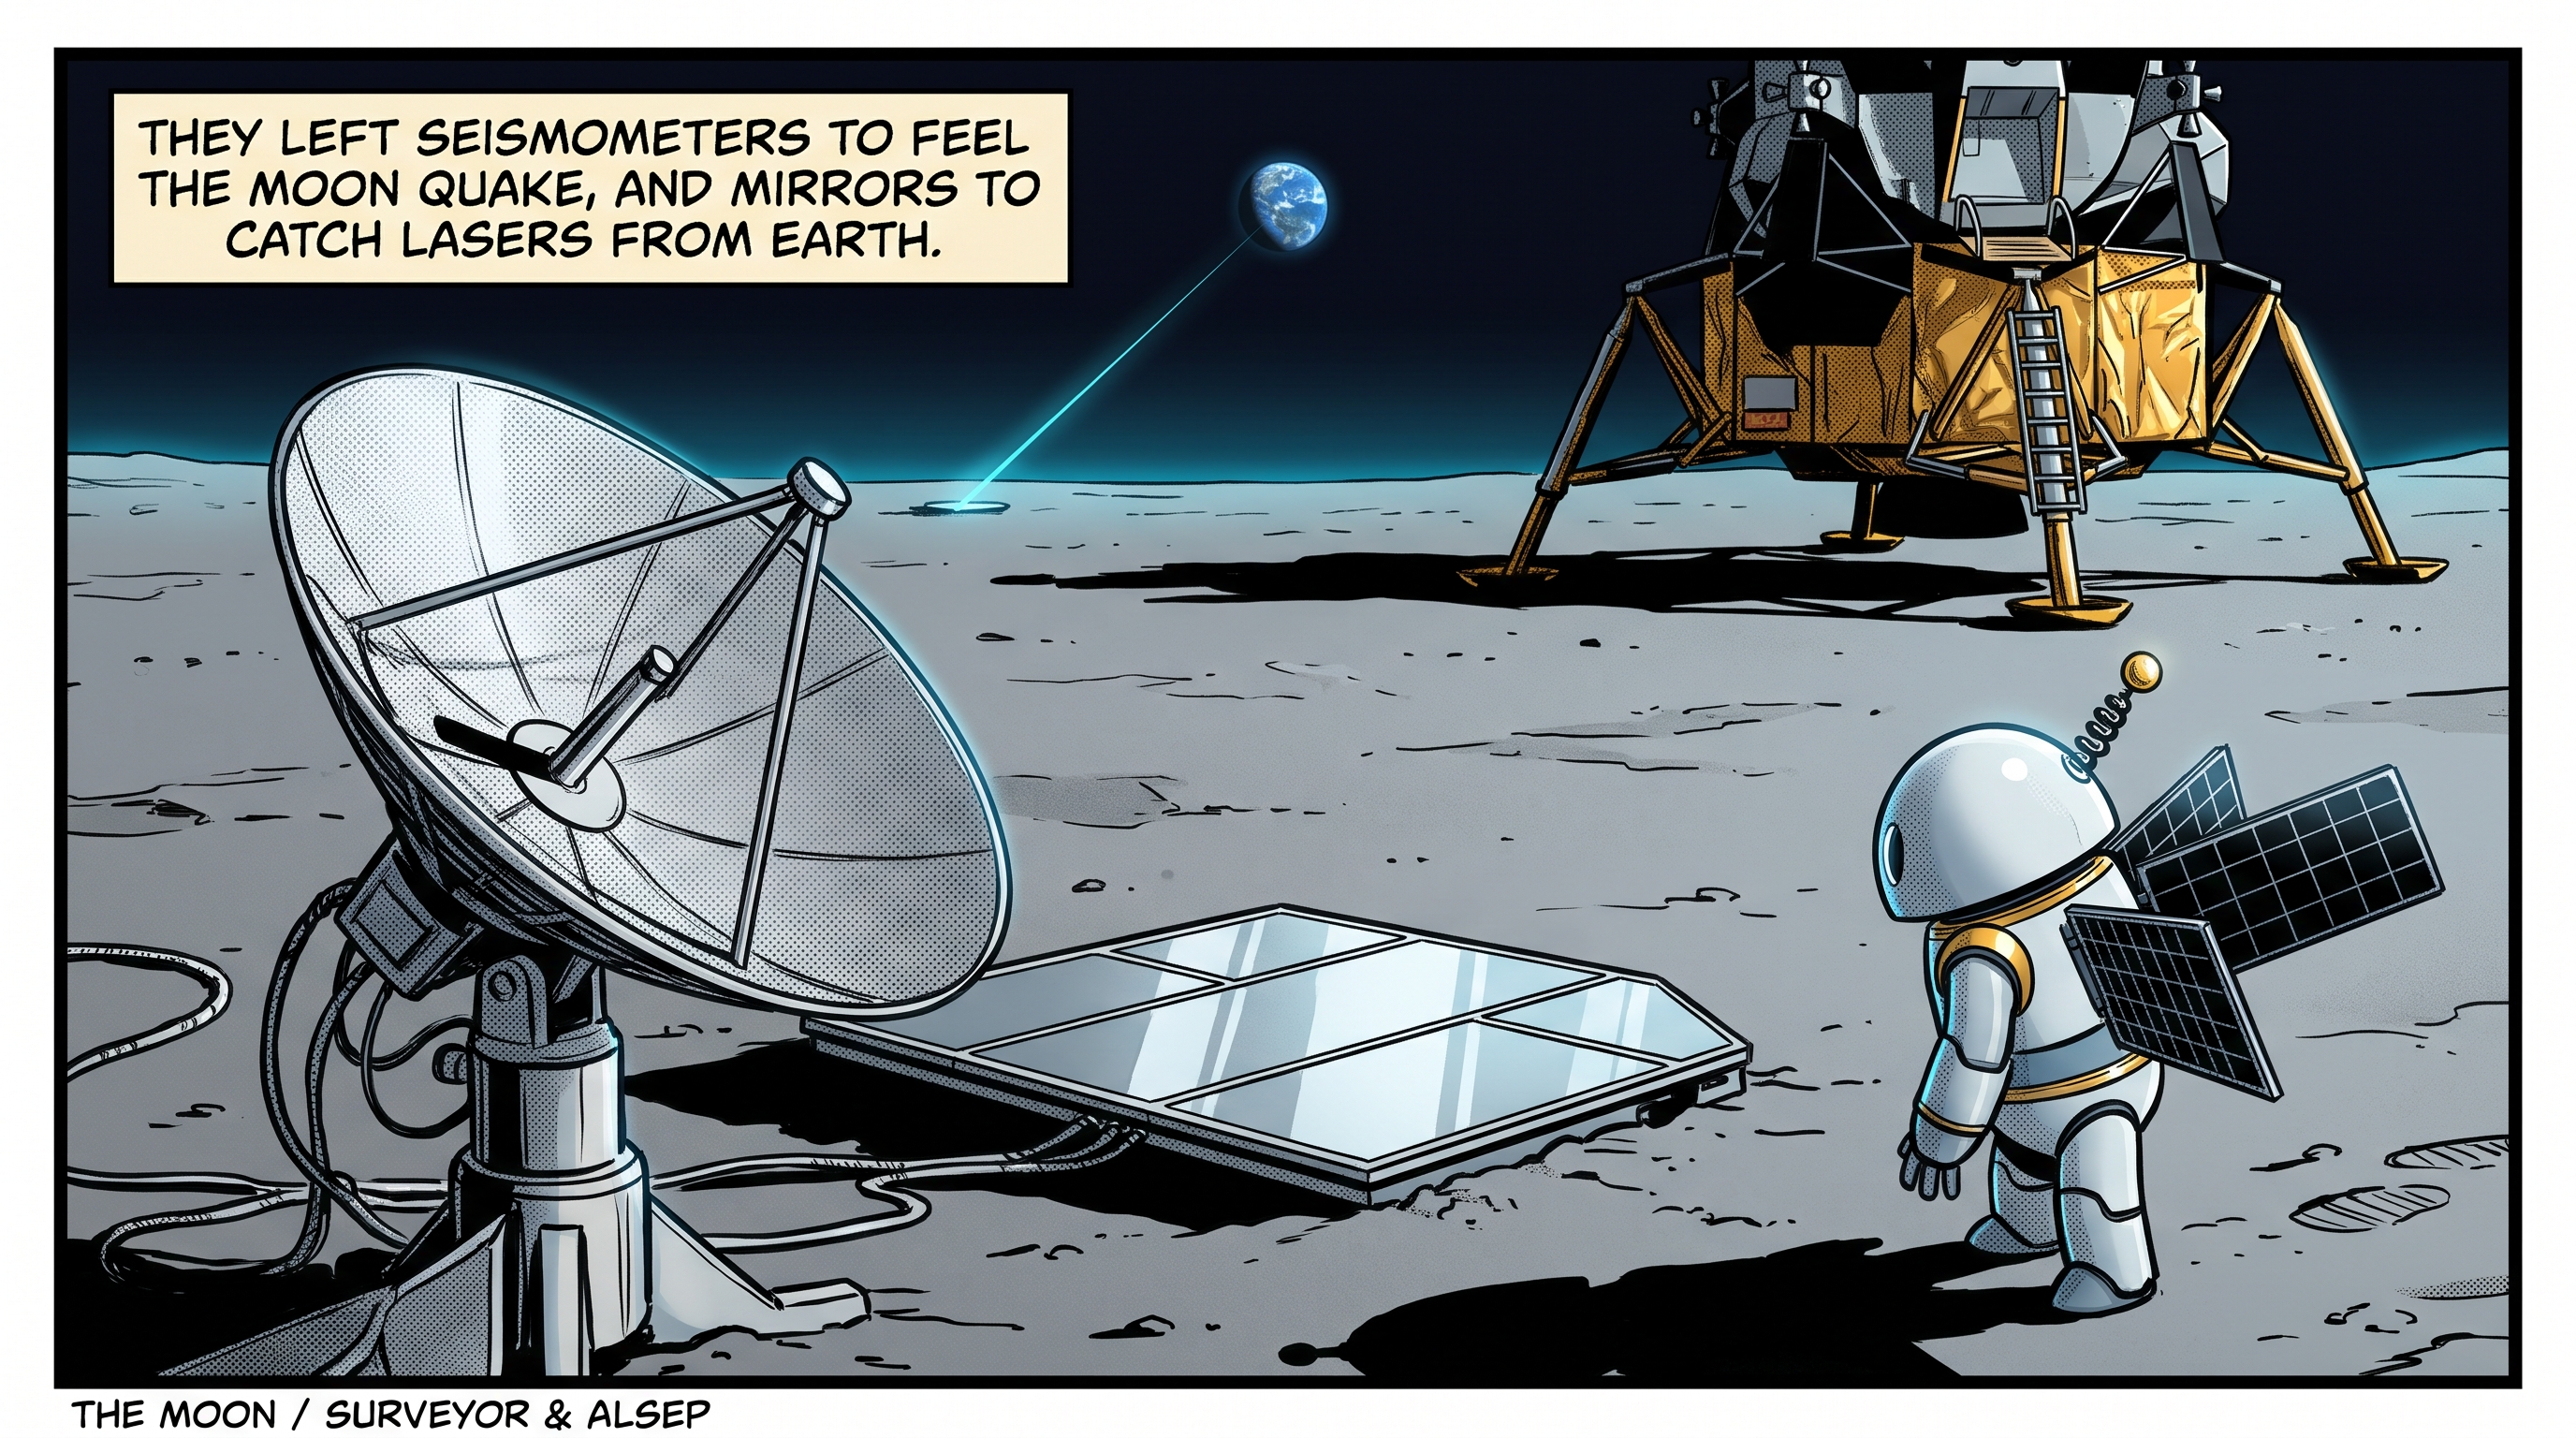 THEY LEFT SEISMOMETERS TO FEEL
THE MOON QUAKE, AND MIRRORS TO
CATCH LASERS FROM EARTH.
THE MOON / SURVEYOR & ALSEP